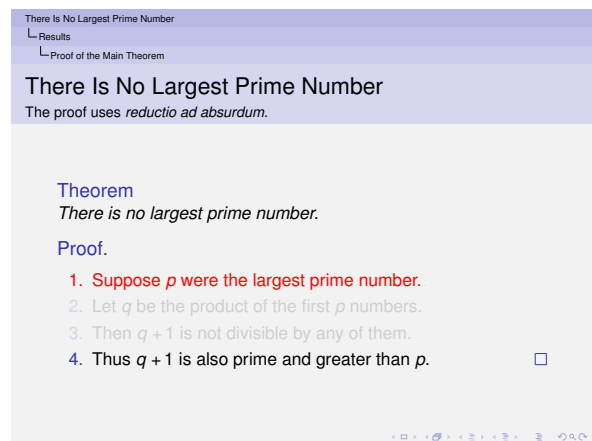 There Is No Largest Prime Number
Results
Proof of the Main Theorem
There Is No Largest Prime Number
The proof uses reductio ad absurdum.
Theorem
There is no largest prime number.
Proof.
1. Suppose p were the largest prime number.
2. Let q be the product of the first p numbers.
3. Then q + 1 is not divisible by any of them.
4. Thus q + 1 is also prime and greater than p.